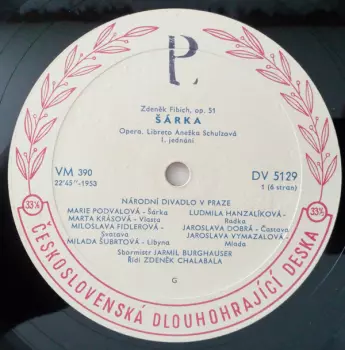 P.
Zdeněk Fibich, op. 51
ŠÁRKA
Opera, Libreto Anežka Schulzová
I. jednání
VM 390
22'45"-1953
DV 5129
1 (6 stran)
NÁRODNÍ DIVADLO V PRAZE
MARIE PODVALOVÁ - Šárka
MARTA KRÁSOVÁ - Vlasta
MILOSLAVA FIDLEROVÁ -
Svatava
MILADA ŠUBRTOVÁ - Libyna
LUDMILA HANZALÍKOVÁ -
Radka
JAROSLAVA DOBRÁ - Častava
JAROSLAVA VYMAZALOVÁ -
Mlada
Sbormistr JARMIL BURGHAUSER
Řídí ZDENĚK CHALABALA
G
33⅓
33⅓
ČESKOSLOVENSKÁ DLOUHOHRAJÍCÍ DESKA